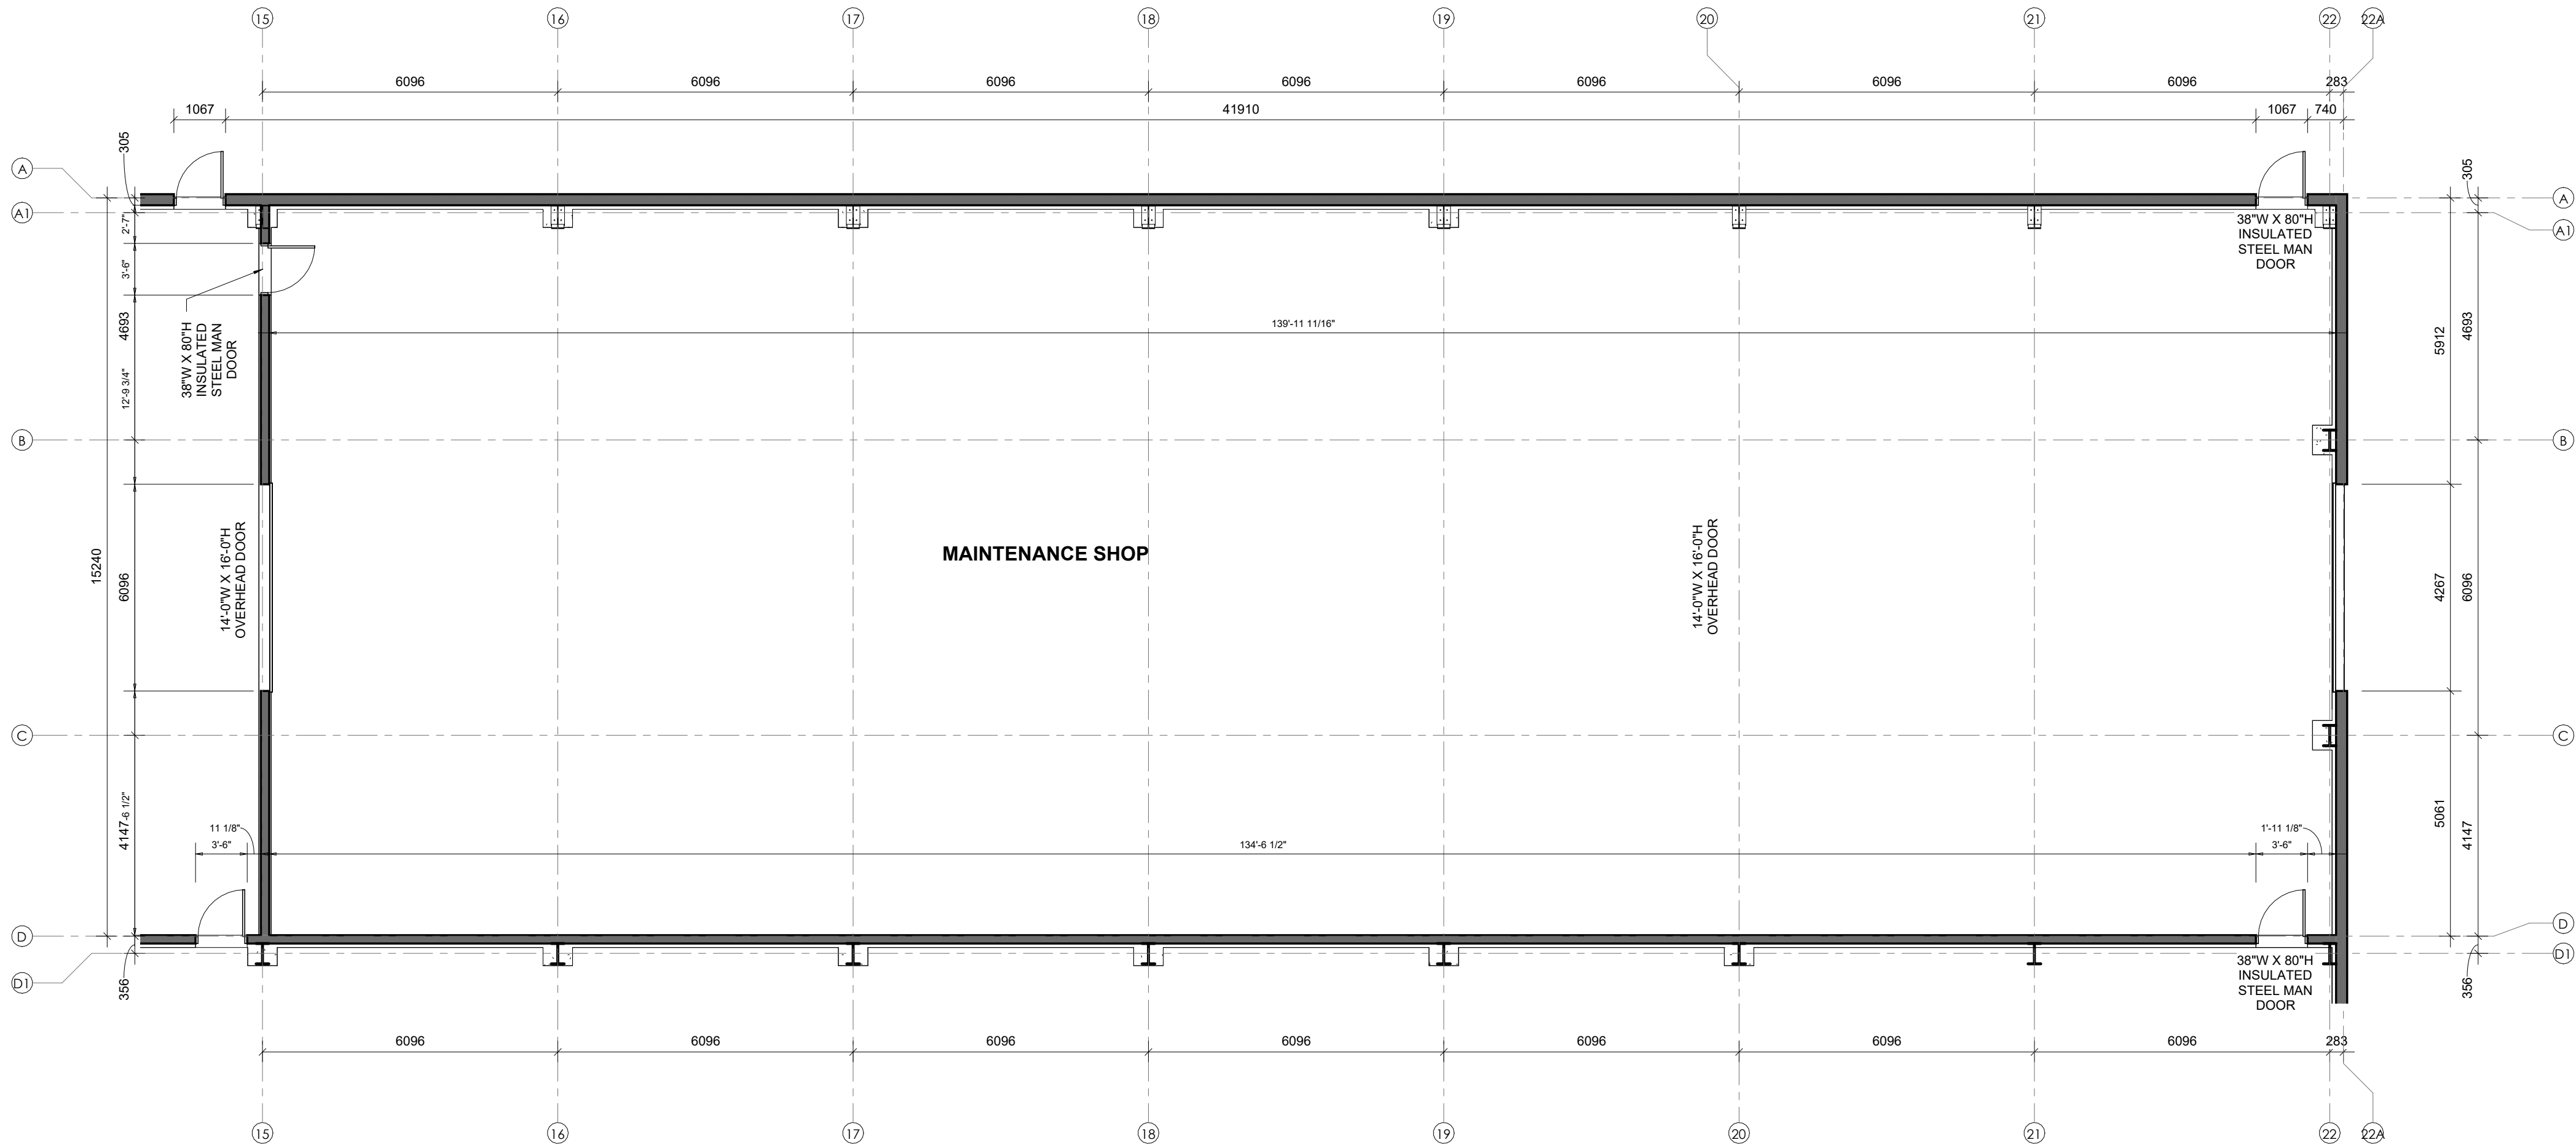 15 16 17 18 19 20 21 22 22A
6096 6096 6096 6096 6096 6096 6096 283
1067 41910 1067 740
305
305
A
A
A1
A1
2'-7"
38"W X 80"H
INSULATED
STEEL MAN
DOOR
3'-6"
4693
38"W X 80"H
INSULATED
STEEL MAN
DOOR
139'-11 11/16"
5912
4693
12'-9 3/4"
B
B
15240
6096
14'-0"W X 16'-0"H
OVERHEAD DOOR
MAINTENANCE SHOP
14'-0"W X 16'-0"H
OVERHEAD DOOR
4267
6096
C
C
4147
-6 1/2"
11 1/8"
3'-6"
134'-6 1/2"
1'-11 1/8"
3'-6"
5061
4147
D
D
D1
D1
356
38"W X 80"H
INSULATED
STEEL MAN
DOOR
356
6096 6096 6096 6096 6096 6096 6096 283
15 16 17 18 19 20 21 22 22A